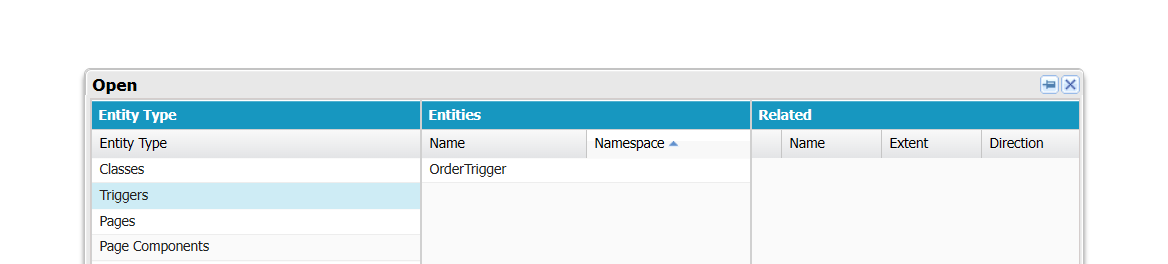 Open
Entity Type Entities Related
Entity Type Name Namespace Name Extent Direction
Classes OrderTrigger
Triggers
Pages
Page Components